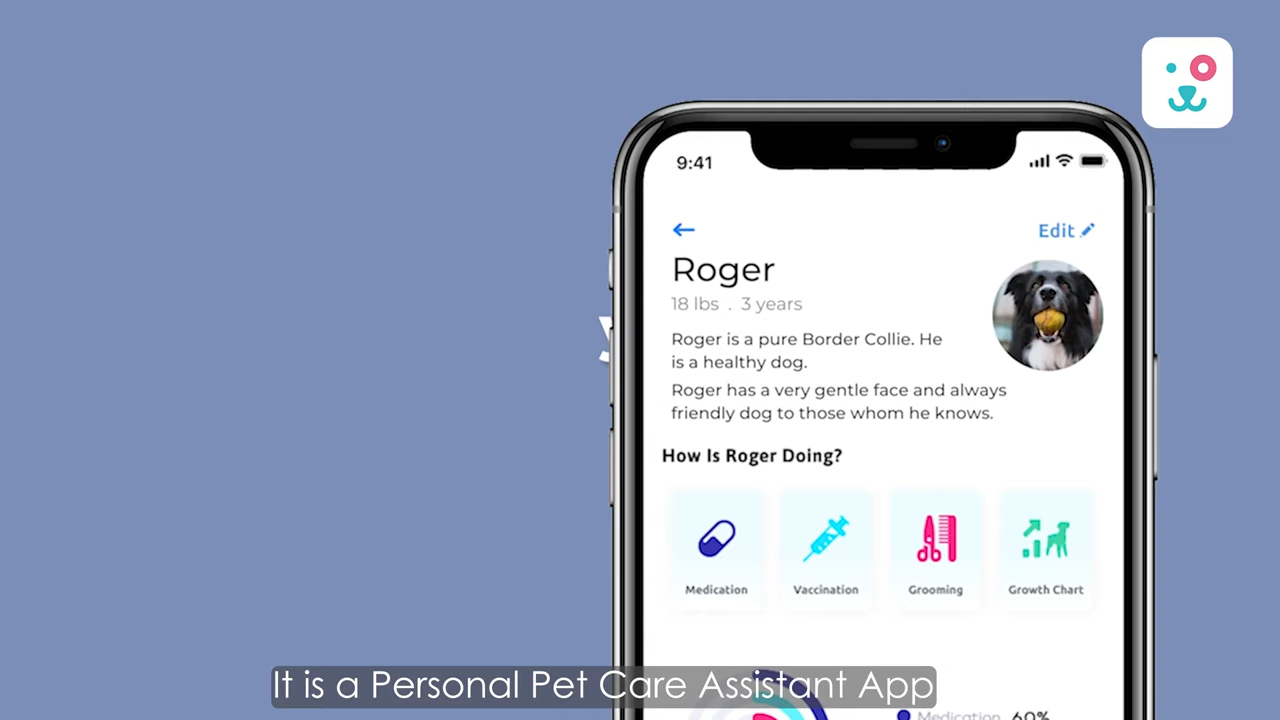 9:41
Edit
Roger
18 lbs . 3 years
Roger is a pure Border Collie. He
is a healthy dog.
Roger has a very gentle face and always
friendly dog to those whom he knows.
How Is Roger Doing?
Medication
Vaccination
Grooming
Growth Chart
It is a Personal Pet Care Assistant App
Medication 60%